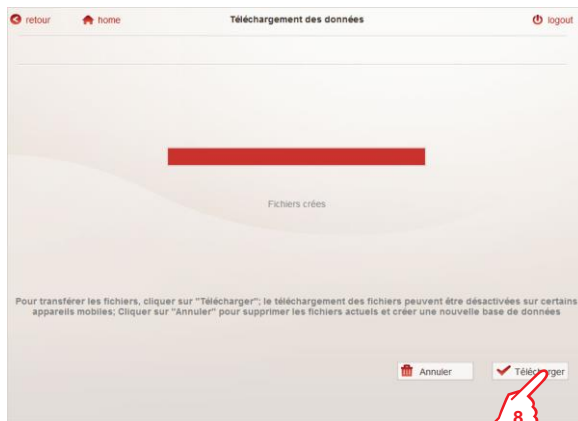 retour home Téléchargement des données logout
Fichiers crées
Pour transférer les fichiers, cliquer sur "Télécharger"; le téléchargement des fichiers peuvent être désactivées sur certains
appareils mobiles; Cliquer sur "Annuler" pour supprimer les fichiers actuels et créer une nouvelle base de données
Annuler Télécharger
8